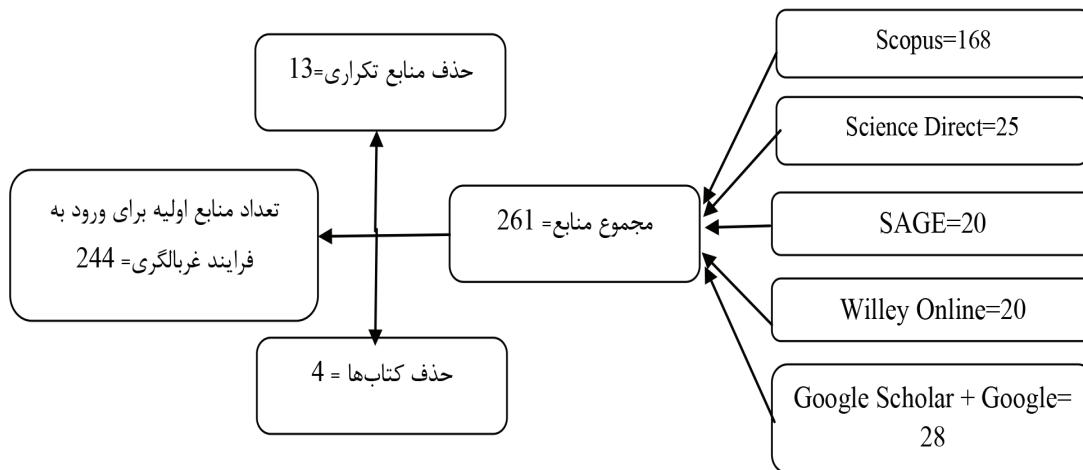 Scopus=168
Science Direct=25
SAGE=20
Willey Online=20
Google Scholar + Google=
28
مجموع منابع= 261
حذف منابع تکراری=13
حذف کتاب‌ها = 4
تعداد منابع اولیه برای ورود به
فرایند غربالگری= 244